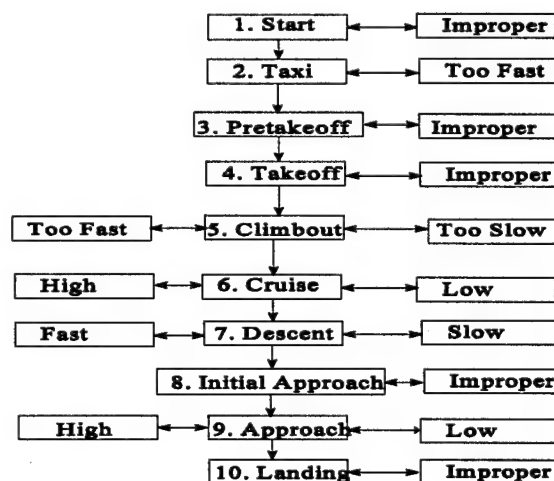 1. Start Improper
2. Taxi Too Fast
3. Pretakeoff Improper
4. Takeoff Improper
Too Fast 5. Climbout Too Slow
High 6. Cruise Low
Fast 7. Descent Slow
8. Initial Approach Improper
High 9. Approach Low
10. Landing Improper